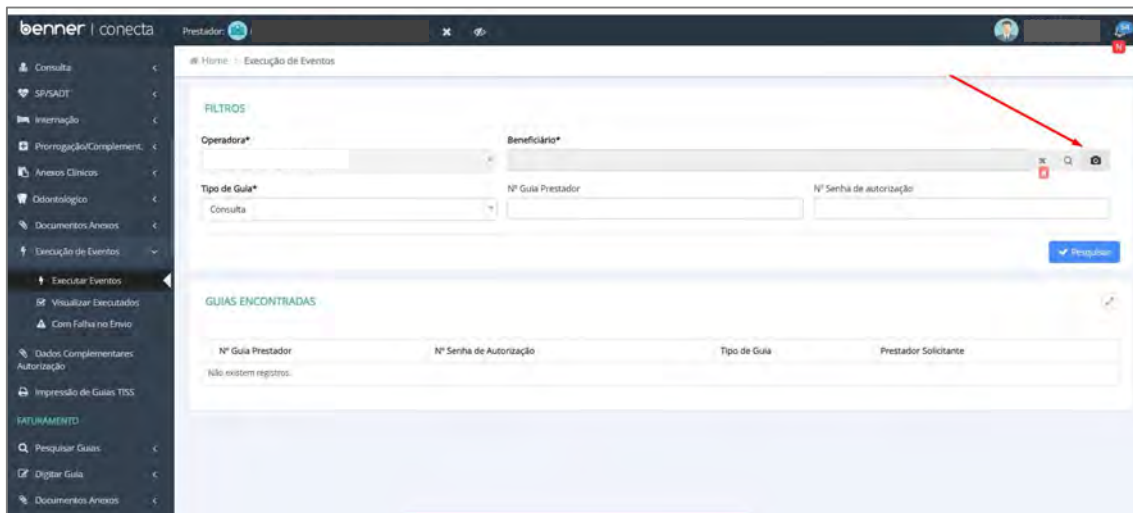 benner | conecta
Prestador:
54
N
Consulta
SP/SADT
Internação
Prorrogação/Complement.
Anexos Clínicos
Odontológico
Documentos Anexos
Execução de Eventos
Executar Eventos
Visualizar Executados
Com Falha no Envio
Dados Complementares
Autorização
Impressão de Guias TISS
FATURAMENTO
Pesquisar Guias
Digitar Guia
Documentos Anexos
Home > Execução de Eventos
FILTROS
Operadora* Beneficiário*
Tipo de Guia* Nº Guia Prestador Nº Senha de autorização
Consulta
Pesquisar
GUIAS ENCONTRADAS
Nº Guia Prestador Nº Senha de Autorização Tipo de Guia Prestador Solicitante
Não existem registros.